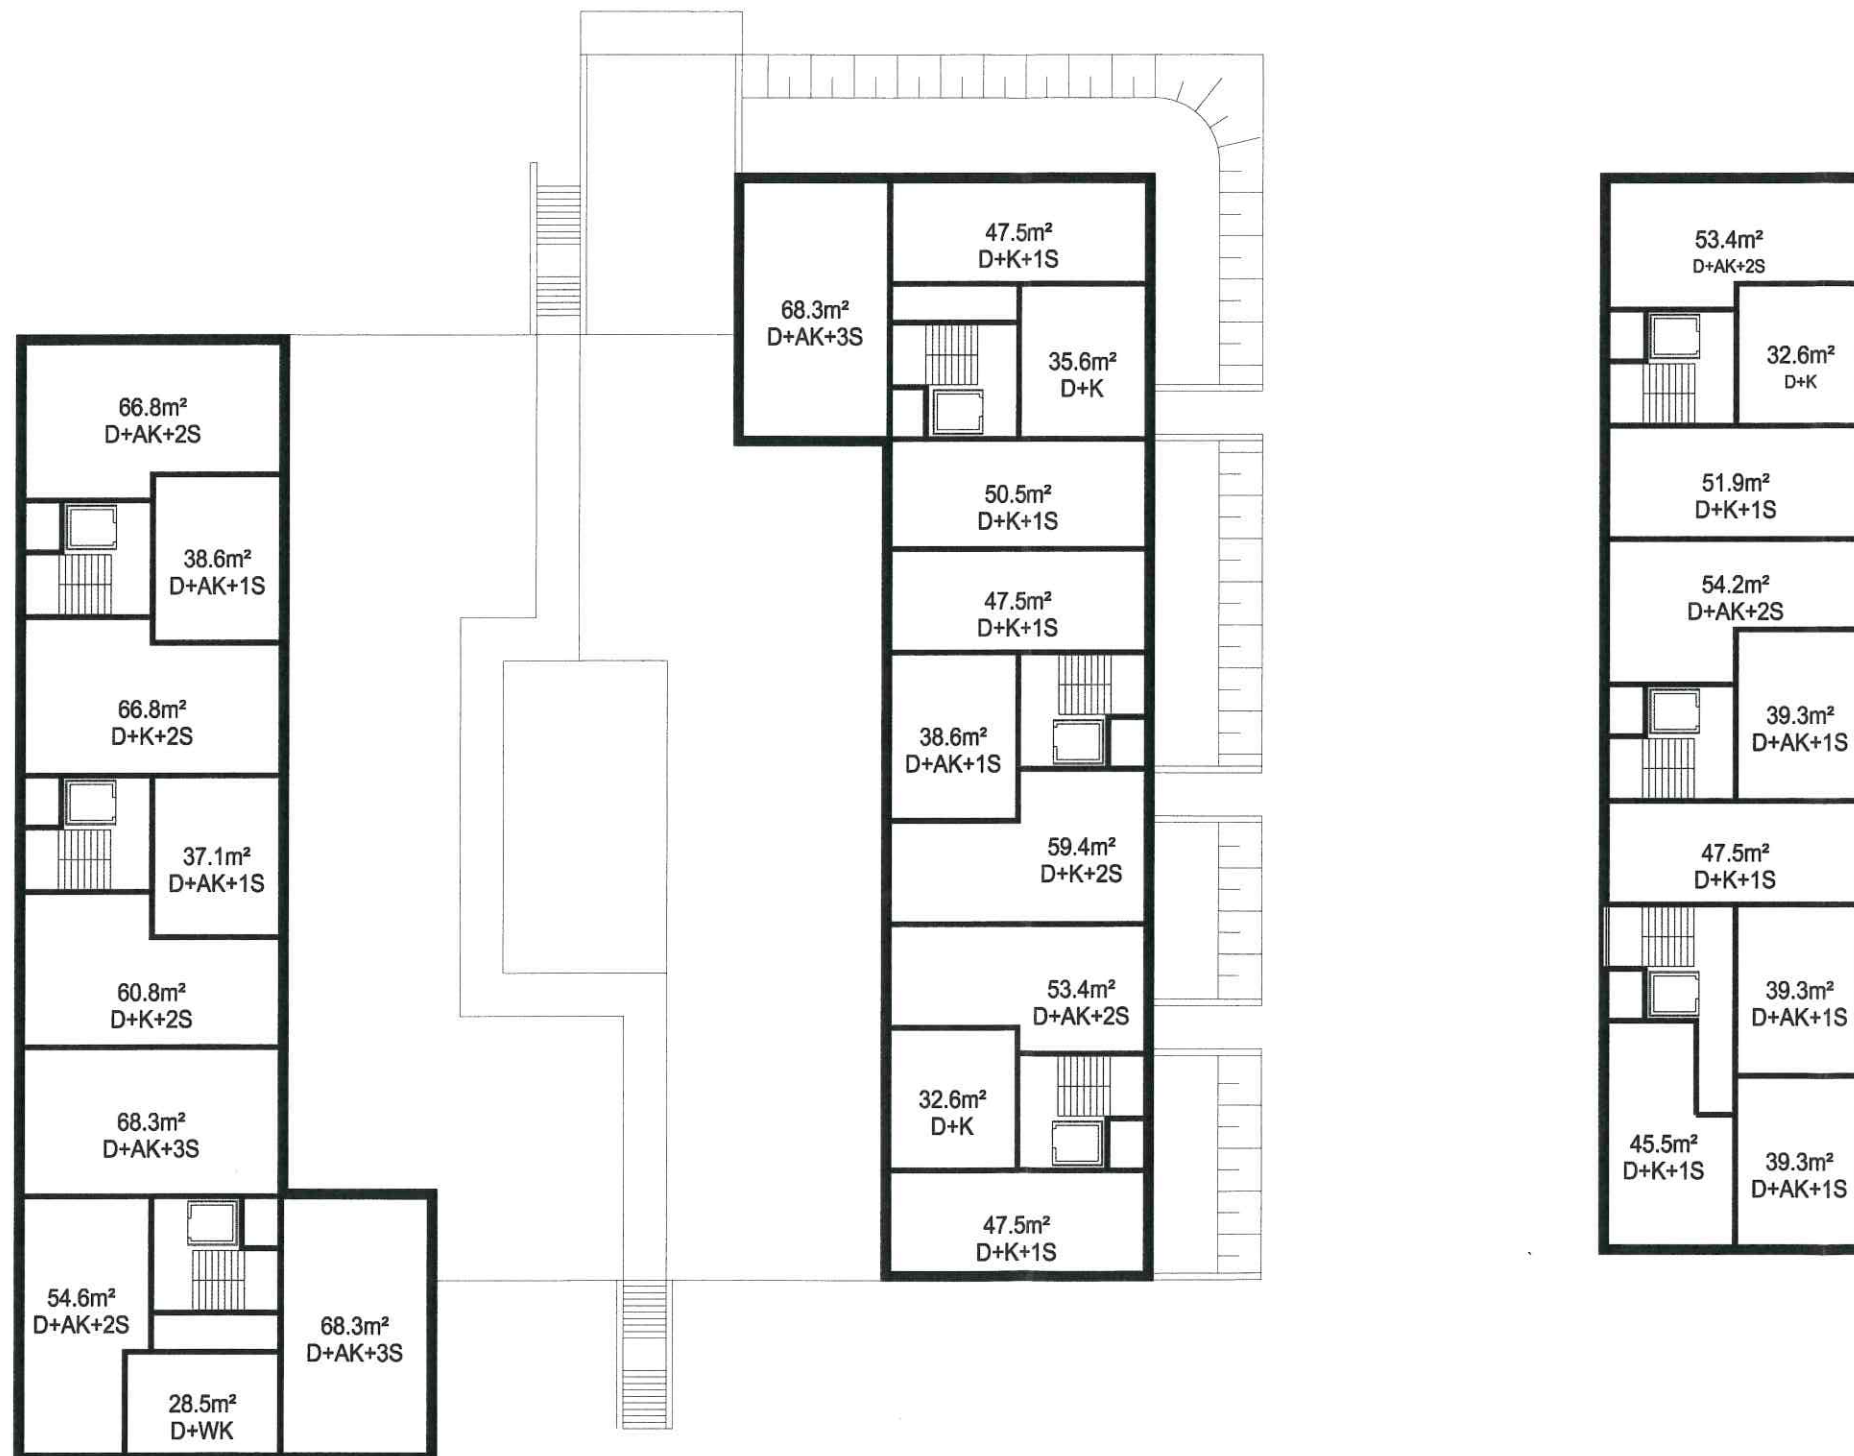 66.8m²
D+AK+2S
38.6m²
D+AK+1S
66.8m²
D+K+2S
37.1m²
D+AK+1S
60.8m²
D+K+2S
68.3m²
D+AK+3S
54.6m²
D+AK+2S
28.5m²
D+WK
68.3m²
D+AK+3S
68.3m²
D+AK+3S
47.5m²
D+K+1S
35.6m²
D+K
50.5m²
D+K+1S
47.5m²
D+K+1S
38.6m²
D+AK+1S
59.4m²
D+K+2S
53.4m²
D+AK+2S
32.6m²
D+K
47.5m²
D+K+1S
53.4m²
D+AK+2S
32.6m²
D+K
51.9m²
D+K+1S
54.2m²
D+AK+2S
39.3m²
D+AK+1S
47.5m²
D+K+1S
39.3m²
D+AK+1S
45.5m²
D+K+1S
39.3m²
D+AK+1S